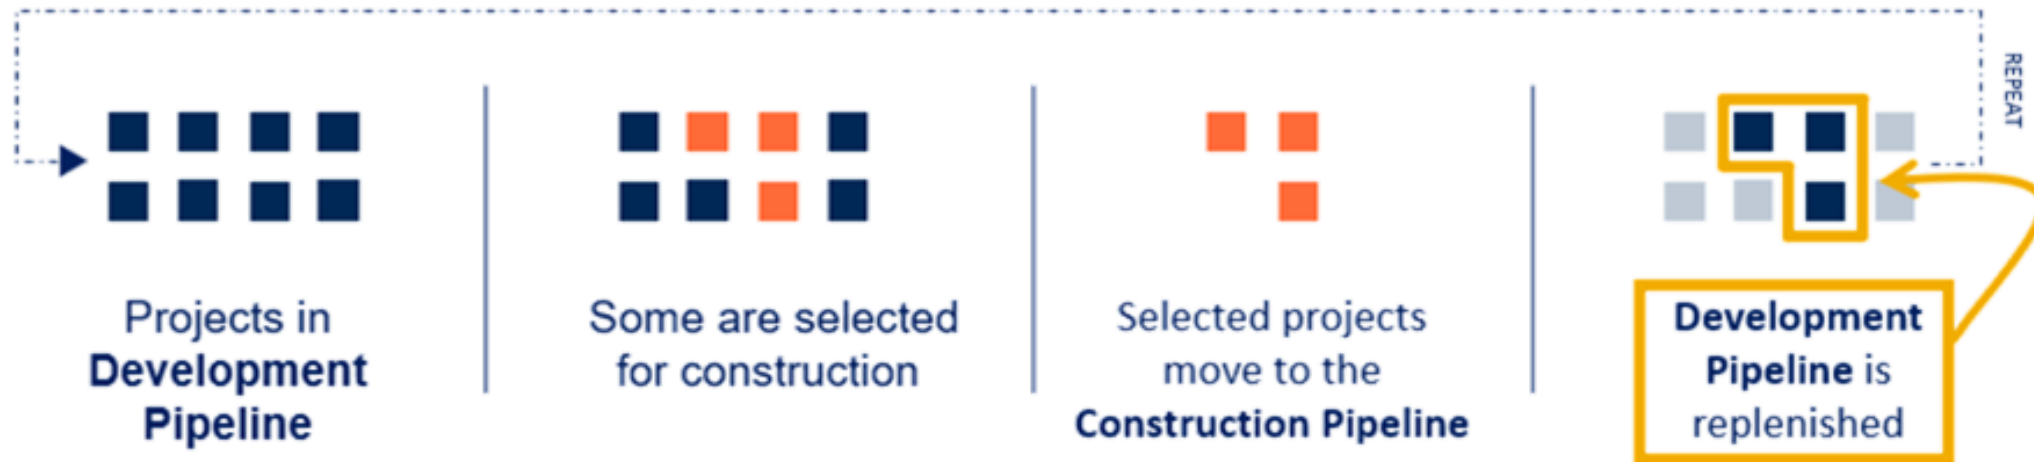 REPEAT
Projects in
Development
Pipeline
Some are selected
for construction
Selected projects
move to the
Construction Pipeline
Development
Pipeline is
replenished